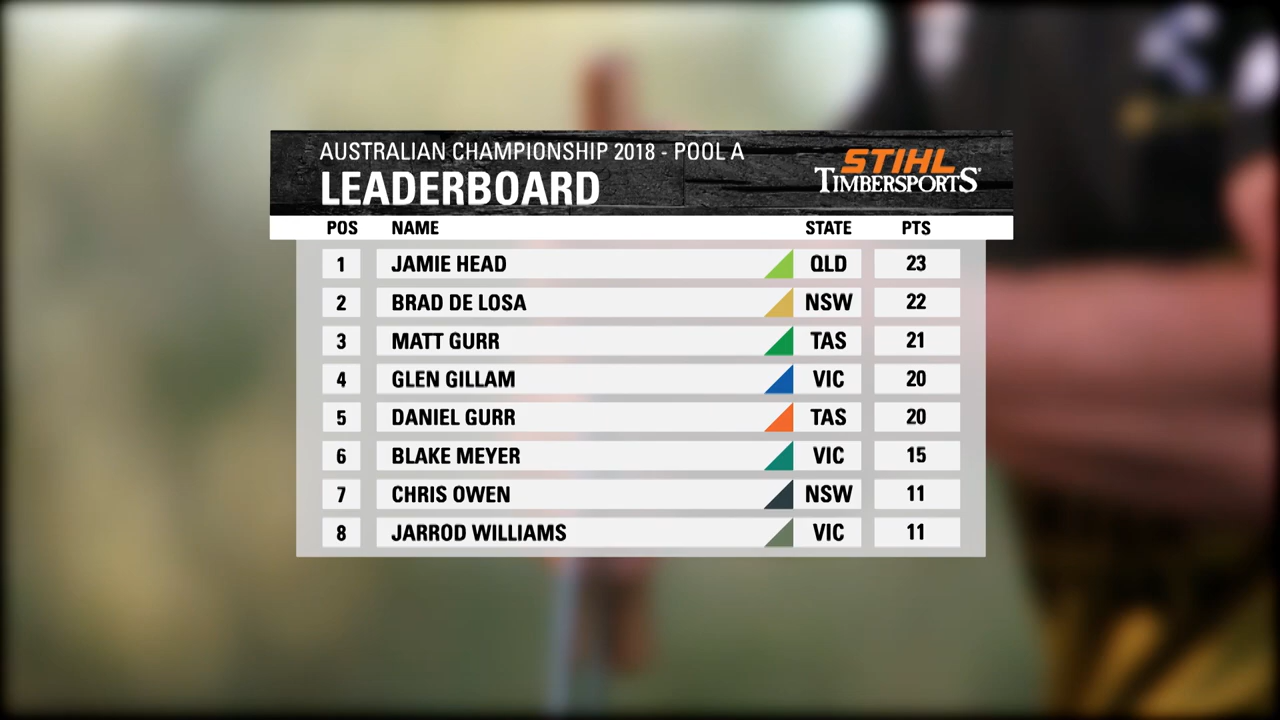 AUSTRALIAN CHAMPIONSHIP 2018 - POOL A
LEADERBOARD
STIHL
TIMBERSPORTS®
POS NAME STATE PTS
1 JAMIE HEAD QLD 23
2 BRAD DE LOSA NSW 22
3 MATT GURR TAS 21
4 GLEN GILLAM VIC 20
5 DANIEL GURR TAS 20
6 BLAKE MEYER VIC 15
7 CHRIS OWEN NSW 11
8 JARROD WILLIAMS VIC 11